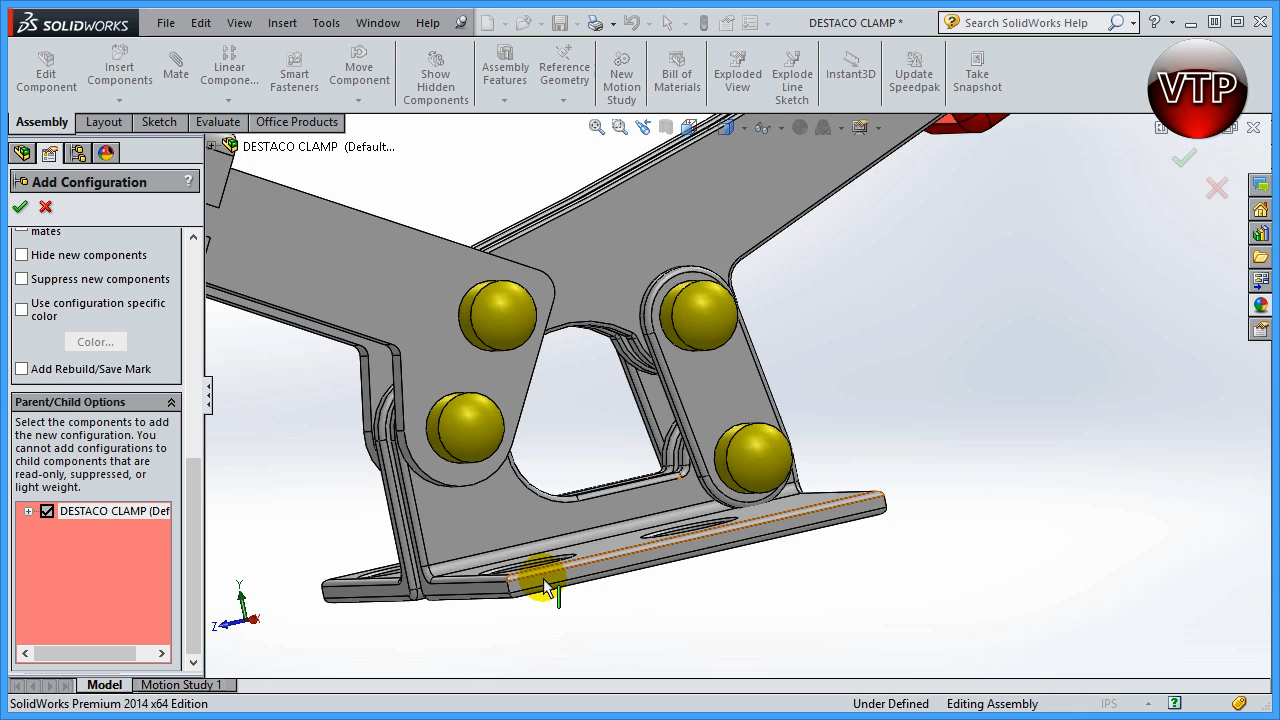 SOLIDWORKS
File Edit View Insert Tools Window Help
DESTACO CLAMP *
Search SolidWorks Help
Edit Component
Insert Components
Mate
Linear Compone...
Smart Fasteners
Move Component
Show Hidden Components
Assembly Features
Reference Geometry
New Motion Study
Bill of Materials
Exploded View
Explode Line Sketch
Instant3D
Update Speedpak
Take Snapshot
VTP
Assembly Layout Sketch Evaluate Office Products
DESTACO CLAMP (Default...
Add Configuration
?
mates
Hide new components
Suppress new components
Use configuration specific
color
Color...
Add Rebuild/Save Mark
Parent/Child Options
Select the components to add
the new configuration. You
cannot add configurations to
child components that are
read-only, suppressed, or
light weight.
DESTACO CLAMP (Def
Y
Z
X
Model Motion Study 1
SolidWorks Premium 2014 x64 Edition
Under Defined
Editing Assembly
IPS
?